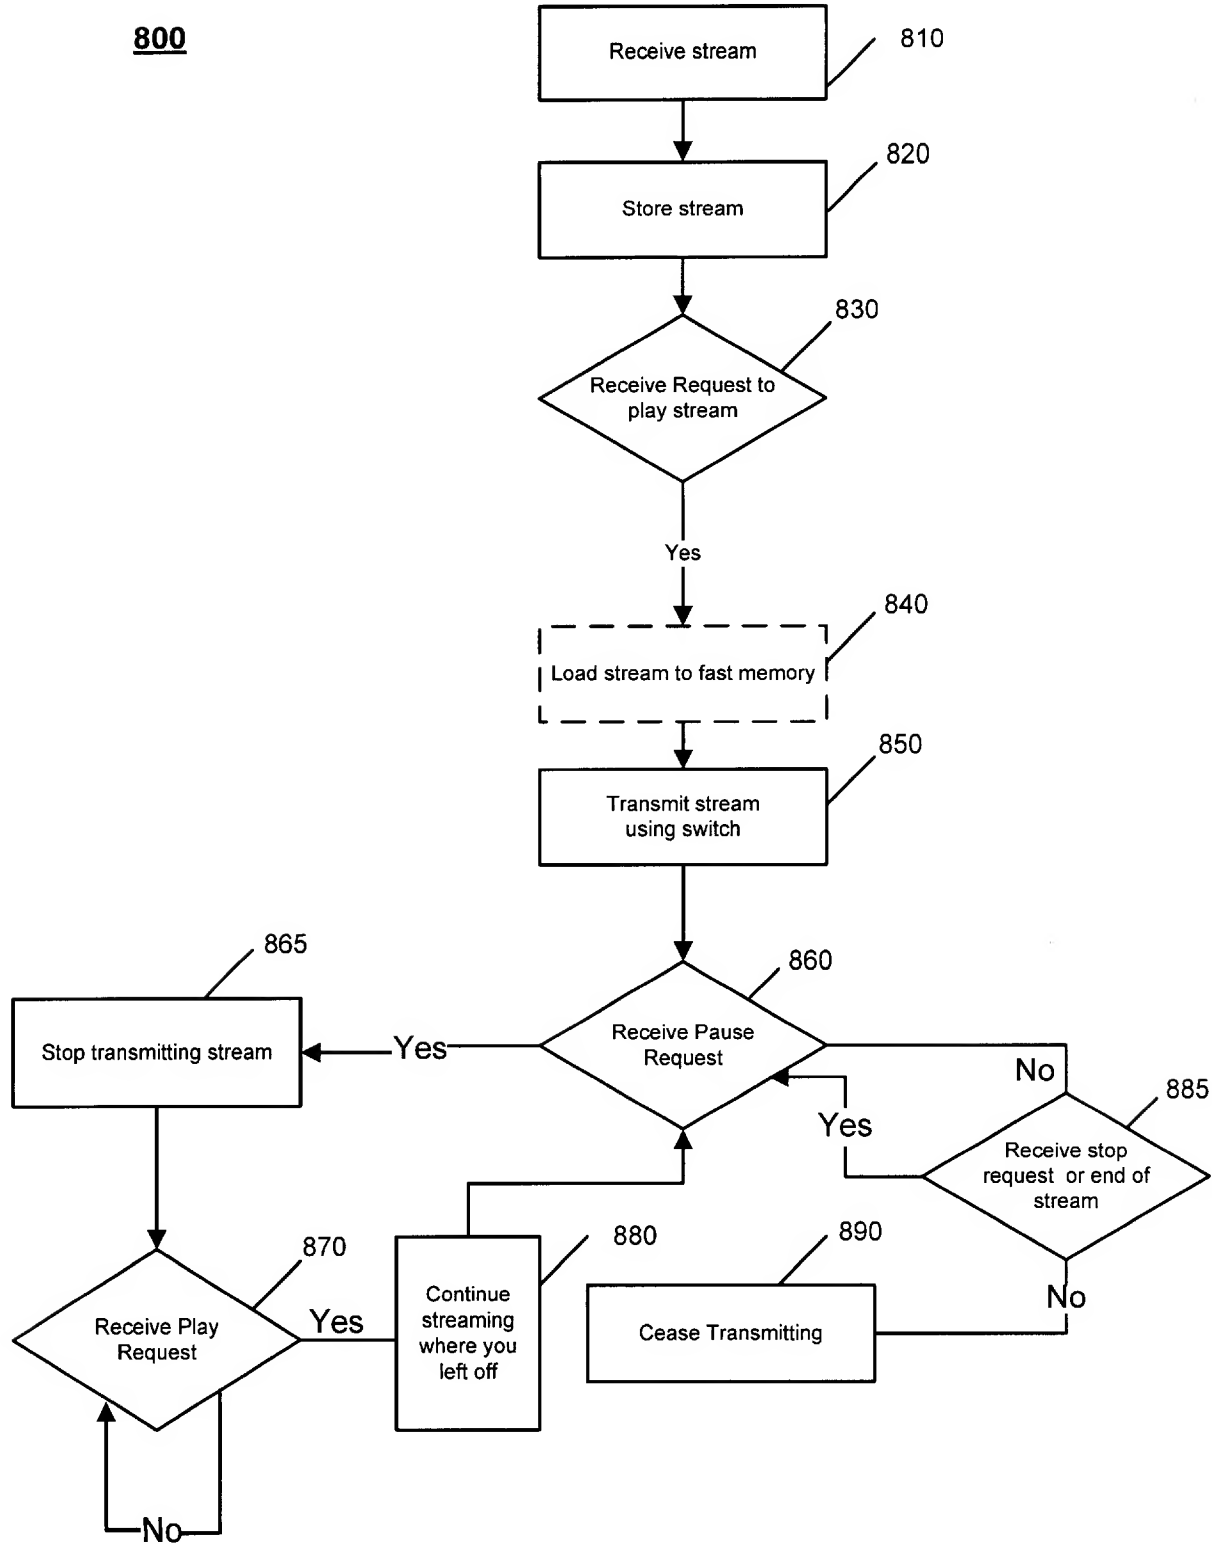 800
Receive stream
810
Store stream
820
Receive Request to
play stream
830
Yes
Load stream to fast memory
840
Transmit stream
using switch
850
Receive Pause
Request
860
Yes
Stop transmitting stream
865
No
Yes
Receive stop
request or end of
stream
885
Receive Play
Request
870
Yes
No
Continue
streaming
where you
left off
880
Cease Transmitting
890
No